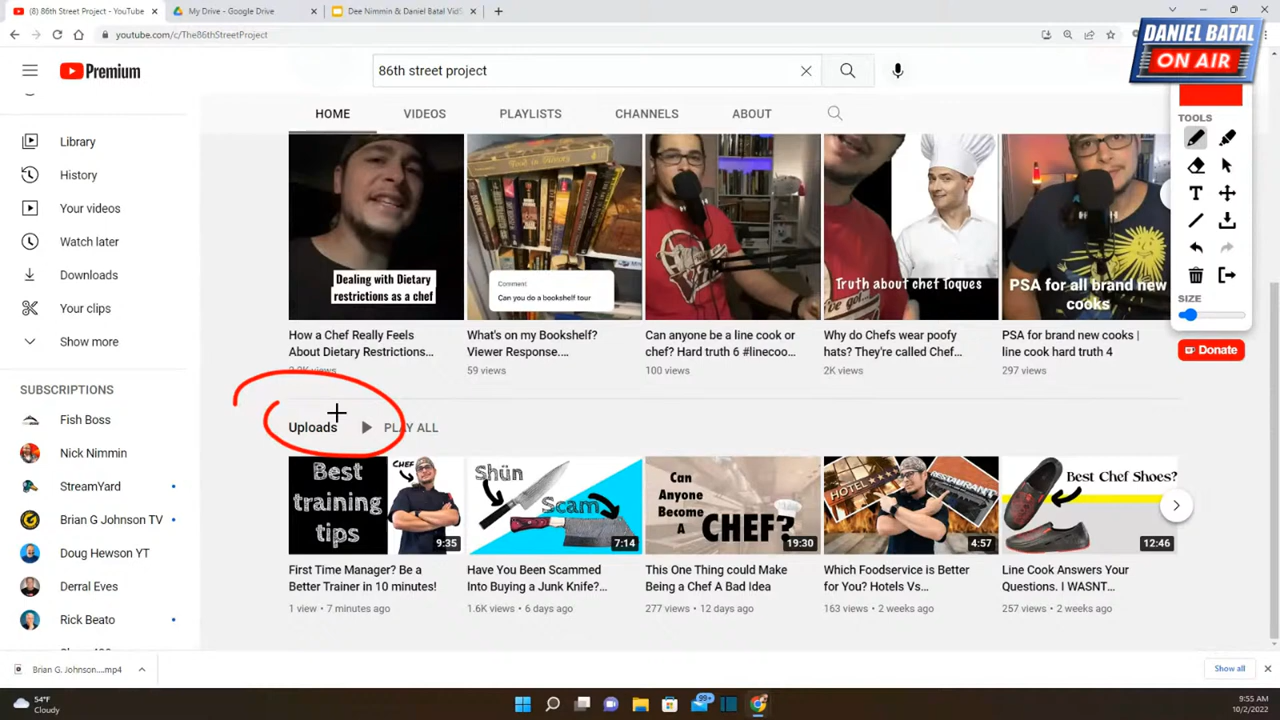 (8) 86th Street Project - YouTube
My Drive - Google Drive
Dee Nimmin & Daniel Batal VidS
youtube.com/c/The86thStreetProject
DANIEL BATAL
ON AIR
Premium
86th street project
HOME
VIDEOS
PLAYLISTS
CHANNELS
ABOUT
TOOLS
T
SIZE
Donate
Library
History
Your videos
Watch later
Downloads
Your clips
Show more
SUBSCRIPTIONS
Fish Boss
Nick Nimmin
StreamYard
Brian G Johnson TV
Doug Hewson YT
Derral Eves
Rick Beato
Dealing with Dietary
restrictions as a chef
Comment
Can you do a bookshelf tour
Truth about chef Toques
PSA for all brand new
cooks
How a Chef Really Feels
About Dietary Restrictions...
views
What's on my Bookshelf?
Viewer Response....
59 views
Can anyone be a line cook or
chef? Hard truth 6 #linecoo...
100 views
Why do Chefs wear poofy
hats? They're called Chef...
2K views
PSA for brand new cooks |
line cook hard truth 4
297 views
Uploads
PLAY ALL
Best
training
tips
CHEF
9:35
Shün
Scam
7:14
Can
Anyone
Become
A
CHEF?
19:30
HOTEL
RESTAURANT
4:57
Best Chef Shoes?
12:46
First Time Manager? Be a
Better Trainer in 10 minutes!
1 view • 7 minutes ago
Have You Been Scammed
Into Buying a Junk Knife?...
1.6K views • 6 days ago
This One Thing could Make
Being a Chef A Bad Idea
277 views • 12 days ago
Which Foodservice is Better
for You? Hotels Vs...
163 views • 2 weeks ago
Line Cook Answers Your
Questions. I WASNT...
257 views • 2 weeks ago
Brian G. Johnson....mp4
Show all
54°F
Cloudy
99+
9:55 AM
10/2/2022